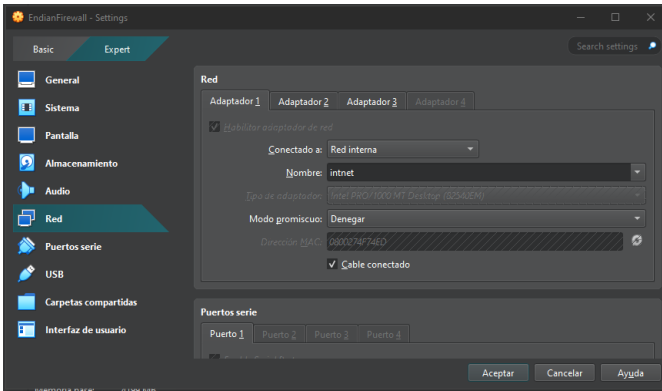 EndianFirewall - Settings
Basic
Expert
Search settings
General
Sistema
Pantalla
Almacenamiento
Audio
Red
Puertos serie
USB
Carpetas compartidas
Interfaz de usuario
Red
Adaptador 1
Adaptador 2
Adaptador 3
Adaptador 4
Habilitar adaptador de red
Conectado a: Red interna
Nombre: intnet
Tipo de adaptador: Intel PRO/1000 MT Desktop (82540EM)
Modo promiscuo: Denegar
Dirección MAC: 0800274F74ED
Cable conectado
Puertos serie
Puerto 1
Puerto 2
Puerto 3
Puerto 4
Aceptar
Cancelar
Ayuda